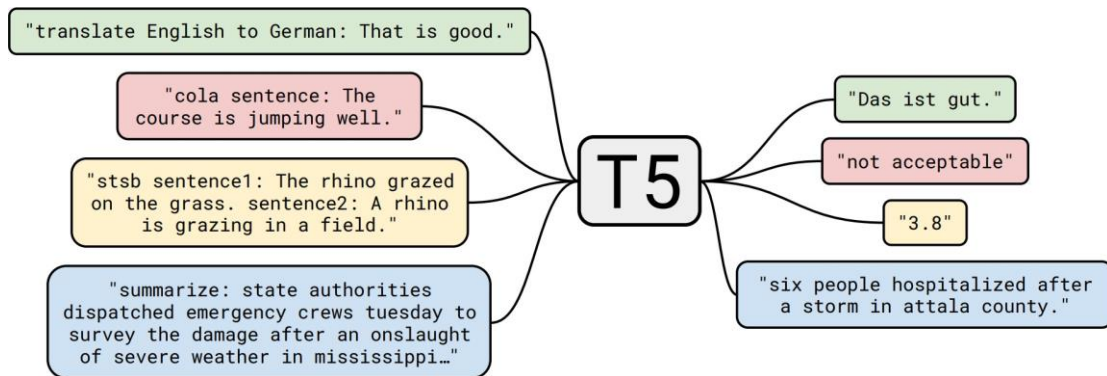 "translate English to German: That is good."
"cola sentence: The
course is jumping well."
"stsb sentence1: The rhino grazed
on the grass. sentence2: A rhino
is grazing in a field."
"summarize: state authorities
dispatched emergency crews tuesday to
survey the damage after an onslaught
of severe weather in mississippi…"
T5
"Das ist gut."
"not acceptable"
"3.8"
"six people hospitalized after
a storm in attala county."